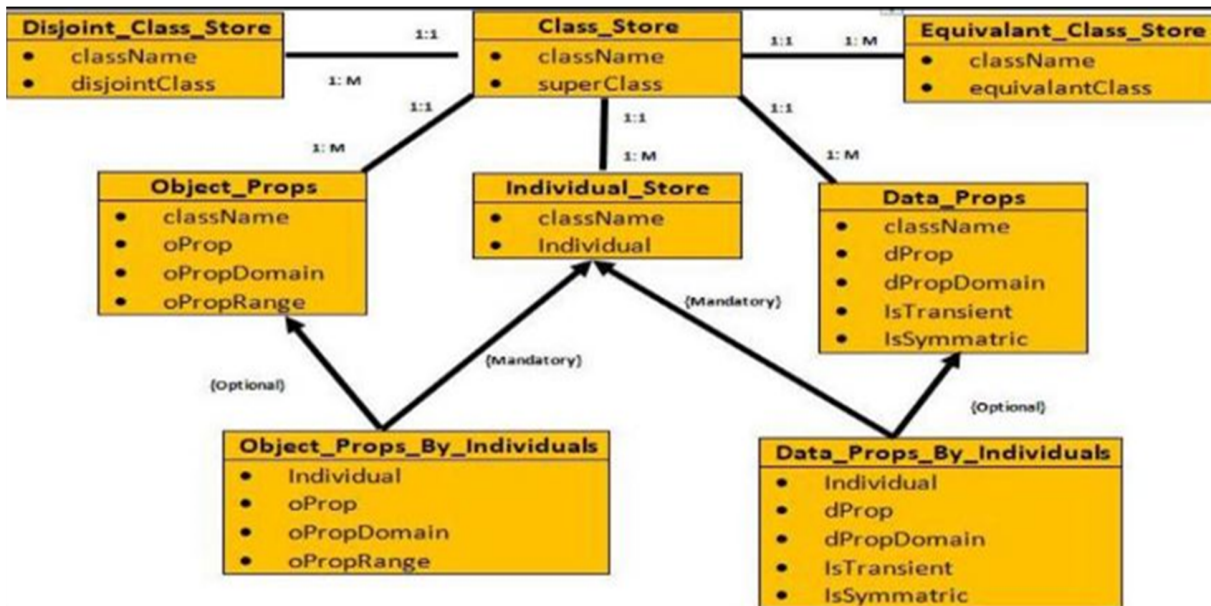 Disjoint_Class_Store
className
disjointClass
1:1
1: M
Class_Store
className
superClass
1:1
1: M
Equivalant_Class_Store
className
equivalantClass
1:1
1: M
1:1
1: M
1:1
1: M
Object_Props
className
oProp
oPropDomain
oPropRange
Individual_Store
className
Individual
Data_Props
className
dProp
dPropDomain
IsTransient
IsSymmatric
{Optional}
{Mandatory}
{Mandatory}
{Optional}
Object_Props_By_Individuals
Individual
oProp
oPropDomain
oPropRange
Data_Props_By_Individuals
Individual
dProp
dPropDomain
IsTransient
IsSymmatric